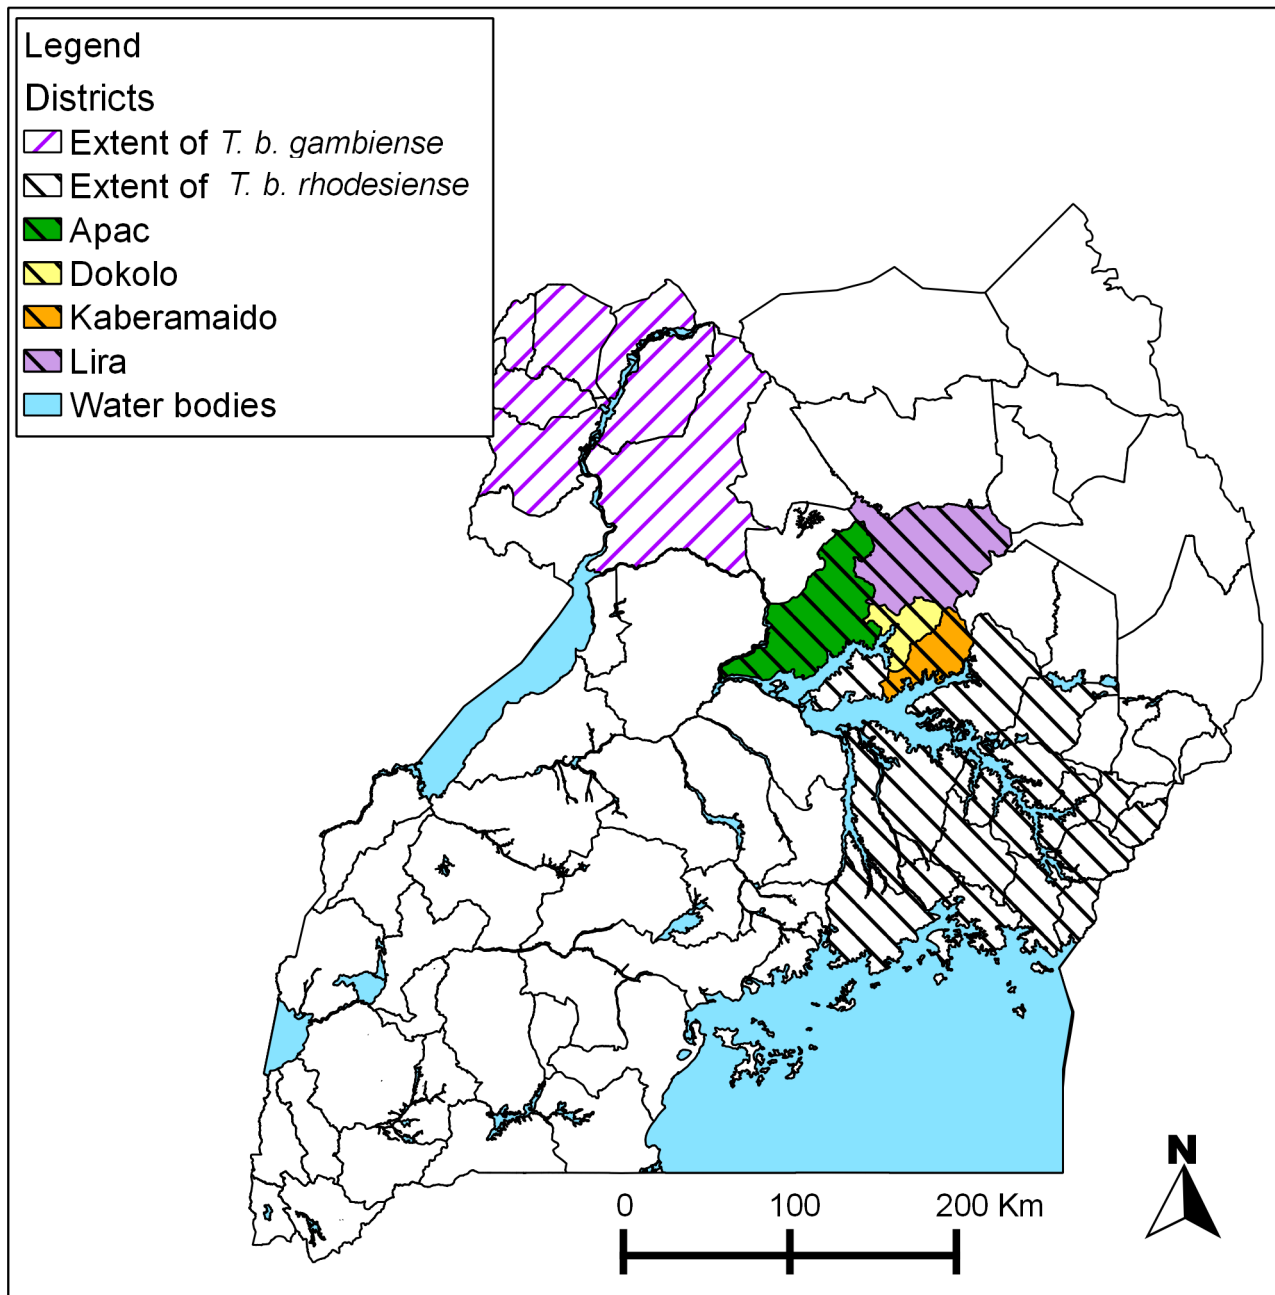 Legend
Districts
Extent of T. b. gambiense
Extent of T. b. rhodesiense
Apac
Dokolo
Kaberamaido
Lira
Water bodies
N
0 100 200 Km